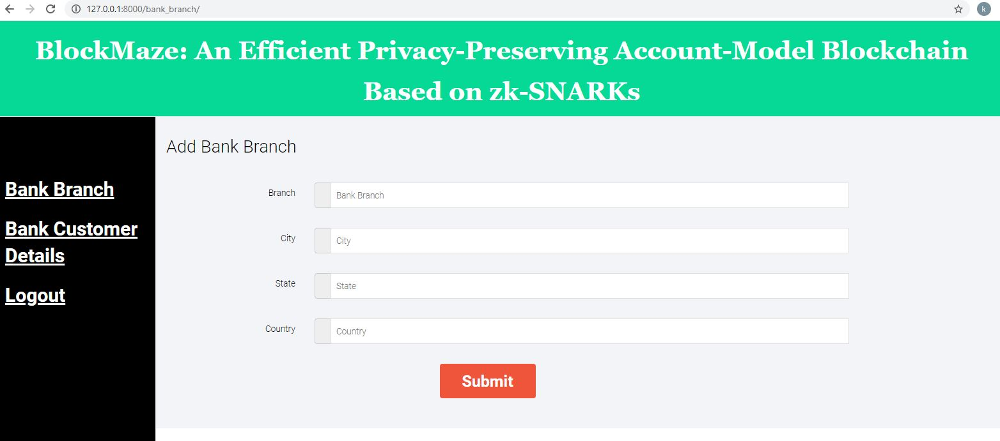 127.0.0.1:8000/bank_branch/
k
BlockMaze: An Efficient Privacy-Preserving Account-Model Blockchain
Based on zk-SNARKs
Bank Branch
Bank Customer
Details
Logout
Add Bank Branch
Branch
Bank Branch
City
City
State
State
Country
Country
Submit